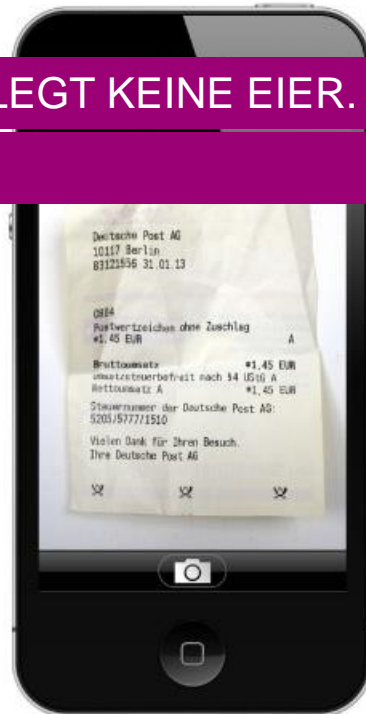 LEGT KEINE EIER.
Deutsche Post AG
10117 Berlin
83121556 31.01.13
0804
Postwertzeichen ohne Zuschlag
*1,45 EUR A
Bruttoumsatz *1,45 EUR
Umsatzsteuerbefreit nach §4 UStG A
Nettoumsatz A *1,45 EUR
Steuernummer der Deutsche Post AG:
5205/5777/1510
Vielen Dank für Ihren Besuch.
Ihre Deutsche Post AG